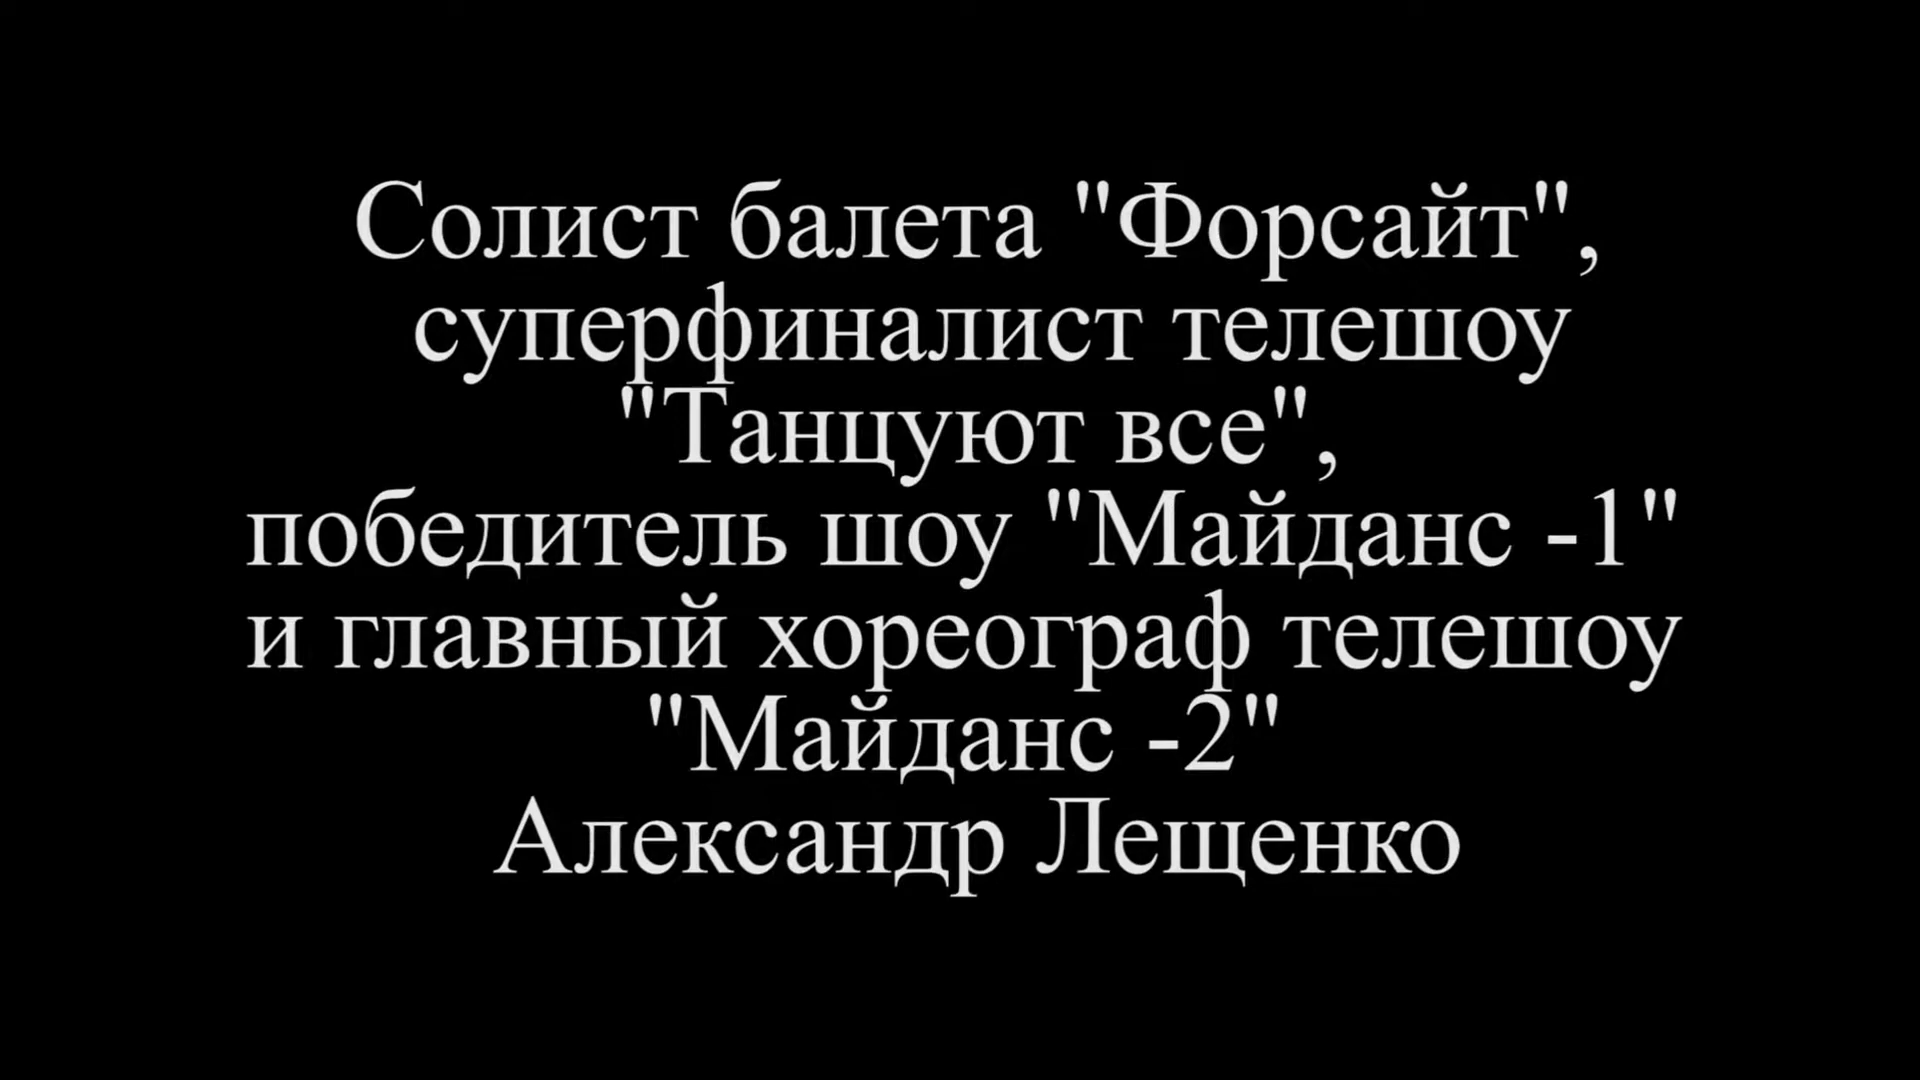 Солист балета "Форсайт",
суперфиналист телешоу
"Танцуют все",
победитель шоу "Майданс -1"
и главный хореограф телешоу
"Майданс -2"
Александр Лещенко